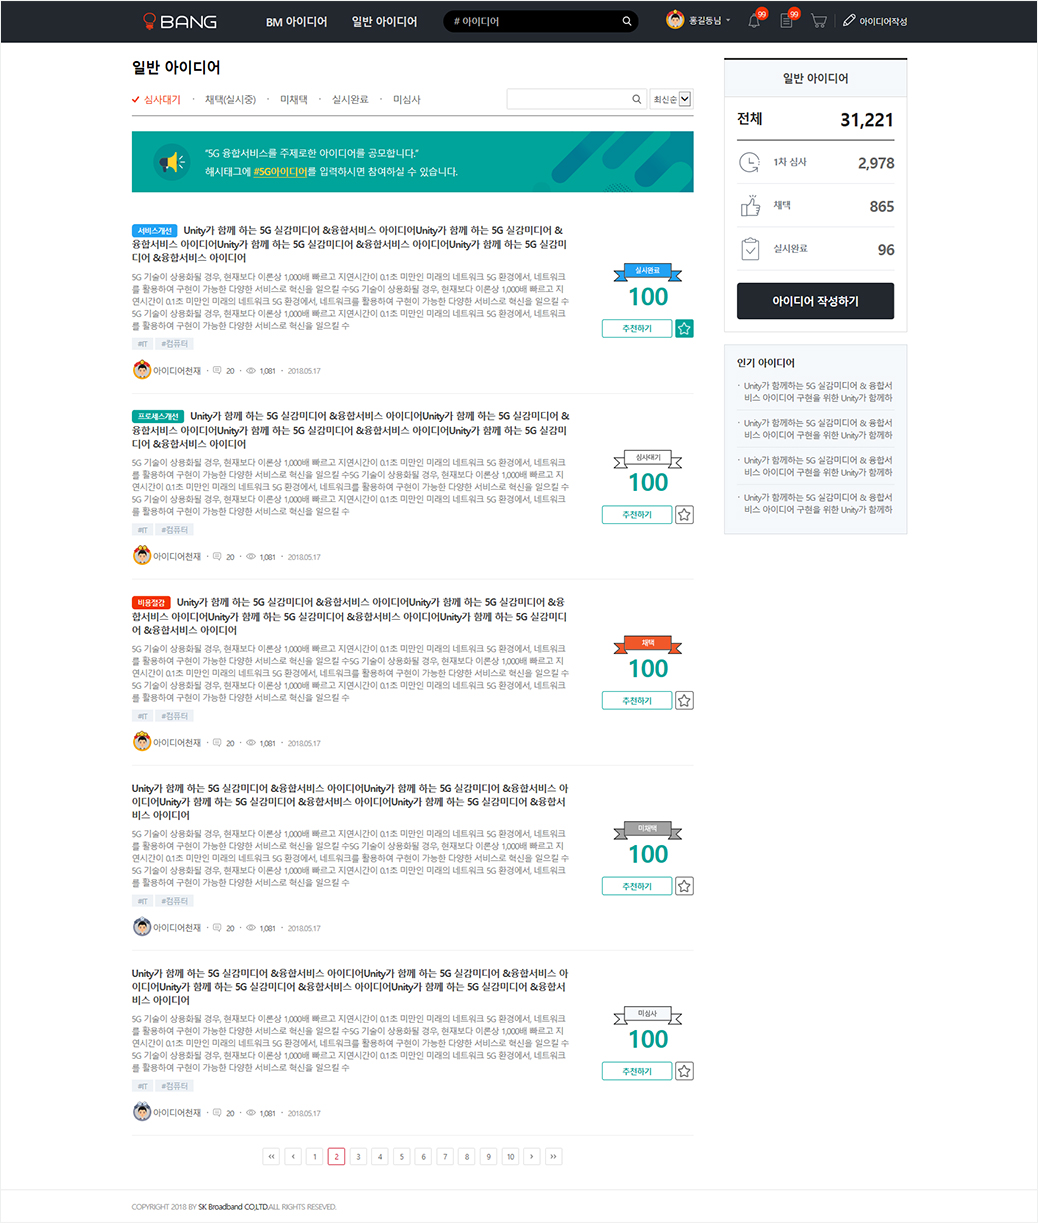 BANG
BM 아이디어
일반 아이디어
# 아이디어
홍길동님
99
99
아이디어작성
일반 아이디어
심사대기 · 채택(실시중) · 미채택 · 실시완료 · 미심사
최신순
“5G 융합서비스를 주제로한 아이디어를 공모합니다.”
해시태그에 #5G아이디어를 입력하시면 참여하실 수 있습니다.
서비스개선 Unity가 함께 하는 5G 실감미디어 &융합서비스 아이디어Unity가 함께 하는 5G 실감미디어 &
융합서비스 아이디어Unity가 함께 하는 5G 실감미디어 &융합서비스 아이디어Unity가 함께 하는 5G 실감미
디어 &융합서비스 아이디어
5G 기술이 상용화될 경우, 현재보다 이론상 1,000배 빠르고 지연시간이 0.1초 미만인 미래의 네트워크 5G 환경에서, 네트워크
를 활용하여 구현이 가능한 다양한 서비스로 혁신을 일으킬 수5G 기술이 상용화될 경우, 현재보다 이론상 1,000배 빠르고 지
연시간이 0.1초 미만인 미래의 네트워크 5G 환경에서, 네트워크를 활용하여 구현이 가능한 다양한 서비스로 혁신을 일으킬 수
5G 기술이 상용화될 경우, 현재보다 이론상 1,000배 빠르고 지연시간이 0.1초 미만인 미래의 네트워크 5G 환경에서, 네트워크
를 활용하여 구현이 가능한 다양한 서비스로 혁신을 일으킬 수
#IT #컴퓨터
아이디어천재 · 20 · 1,081 · 2018.05.17
실시완료
100
추천하기
프로세스개선 Unity가 함께 하는 5G 실감미디어 &융합서비스 아이디어Unity가 함께 하는 5G 실감미디어 &
융합서비스 아이디어Unity가 함께 하는 5G 실감미디어 &융합서비스 아이디어Unity가 함께 하는 5G 실감미
디어 &융합서비스 아이디어
5G 기술이 상용화될 경우, 현재보다 이론상 1,000배 빠르고 지연시간이 0.1초 미만인 미래의 네트워크 5G 환경에서, 네트워크
를 활용하여 구현이 가능한 다양한 서비스로 혁신을 일으킬 수5G 기술이 상용화될 경우, 현재보다 이론상 1,000배 빠르고 지
연시간이 0.1초 미만인 미래의 네트워크 5G 환경에서, 네트워크를 활용하여 구현이 가능한 다양한 서비스로 혁신을 일으킬 수
5G 기술이 상용화될 경우, 현재보다 이론상 1,000배 빠르고 지연시간이 0.1초 미만인 미래의 네트워크 5G 환경에서, 네트워크
를 활용하여 구현이 가능한 다양한 서비스로 혁신을 일으킬 수
#IT #컴퓨터
아이디어천재 · 20 · 1,081 · 2018.05.17
심사대기
100
추천하기
비용절감 Unity가 함께 하는 5G 실감미디어 &융합서비스 아이디어Unity가 함께 하는 5G 실감미디어 &융
합서비스 아이디어Unity가 함께 하는 5G 실감미디어 &융합서비스 아이디어Unity가 함께 하는 5G 실감미디
어 &융합서비스 아이디어
5G 기술이 상용화될 경우, 현재보다 이론상 1,000배 빠르고 지연시간이 0.1초 미만인 미래의 네트워크 5G 환경에서, 네트워크
를 활용하여 구현이 가능한 다양한 서비스로 혁신을 일으킬 수5G 기술이 상용화될 경우, 현재보다 이론상 1,000배 빠르고 지
연시간이 0.1초 미만인 미래의 네트워크 5G 환경에서, 네트워크를 활용하여 구현이 가능한 다양한 서비스로 혁신을 일으킬 수
5G 기술이 상용화될 경우, 현재보다 이론상 1,000배 빠르고 지연시간이 0.1초 미만인 미래의 네트워크 5G 환경에서, 네트워크
를 활용하여 구현이 가능한 다양한 서비스로 혁신을 일으킬 수
#IT #컴퓨터
아이디어천재 · 20 · 1,081 · 2018.05.17
채택
100
추천하기
Unity가 함께 하는 5G 실감미디어 &융합서비스 아이디어Unity가 함께 하는 5G 실감미디어 &융합서비스 아
이디어Unity가 함께 하는 5G 실감미디어 &융합서비스 아이디어Unity가 함께 하는 5G 실감미디어 &융합서
비스 아이디어
5G 기술이 상용화될 경우, 현재보다 이론상 1,000배 빠르고 지연시간이 0.1초 미만인 미래의 네트워크 5G 환경에서, 네트워크
를 활용하여 구현이 가능한 다양한 서비스로 혁신을 일으킬 수5G 기술이 상용화될 경우, 현재보다 이론상 1,000배 빠르고 지
연시간이 0.1초 미만인 미래의 네트워크 5G 환경에서, 네트워크를 활용하여 구현이 가능한 다양한 서비스로 혁신을 일으킬 수
5G 기술이 상용화될 경우, 현재보다 이론상 1,000배 빠르고 지연시간이 0.1초 미만인 미래의 네트워크 5G 환경에서, 네트워크
를 활용하여 구현이 가능한 다양한 서비스로 혁신을 일으킬 수
#IT #컴퓨터
아이디어천재 · 20 · 1,081 · 2018.05.17
미채택
100
추천하기
Unity가 함께 하는 5G 실감미디어 &융합서비스 아이디어Unity가 함께 하는 5G 실감미디어 &융합서비스 아
이디어Unity가 함께 하는 5G 실감미디어 &융합서비스 아이디어Unity가 함께 하는 5G 실감미디어 &융합서
비스 아이디어
5G 기술이 상용화될 경우, 현재보다 이론상 1,000배 빠르고 지연시간이 0.1초 미만인 미래의 네트워크 5G 환경에서, 네트워크
를 활용하여 구현이 가능한 다양한 서비스로 혁신을 일으킬 수5G 기술이 상용화될 경우, 현재보다 이론상 1,000배 빠르고 지
연시간이 0.1초 미만인 미래의 네트워크 5G 환경에서, 네트워크를 활용하여 구현이 가능한 다양한 서비스로 혁신을 일으킬 수
5G 기술이 상용화될 경우, 현재보다 이론상 1,000배 빠르고 지연시간이 0.1초 미만인 미래의 네트워크 5G 환경에서, 네트워크
를 활용하여 구현이 가능한 다양한 서비스로 혁신을 일으킬 수
#IT #컴퓨터
아이디어천재 · 20 · 1,081 · 2018.05.17
미심사
100
추천하기
‹‹ ‹ 1 2 3 4 5 6 7 8 9 10 › ››
일반 아이디어
전체 31,221
1차 심사 2,978
채택 865
실시완료 96
아이디어 작성하기
인기 아이디어
· Unity가 함께하는 5G 실감미디어 & 융합서
비스 아이디어 구현을 위한 Unity가 함께하
· Unity가 함께하는 5G 실감미디어 & 융합서
비스 아이디어 구현을 위한 Unity가 함께하
· Unity가 함께하는 5G 실감미디어 & 융합서
비스 아이디어 구현을 위한 Unity가 함께하
· Unity가 함께하는 5G 실감미디어 & 융합서
비스 아이디어 구현을 위한 Unity가 함께하
COPYRIGHT 2018 BY SK Broadband CO,LTD.ALL RIGHTS RESEVED.